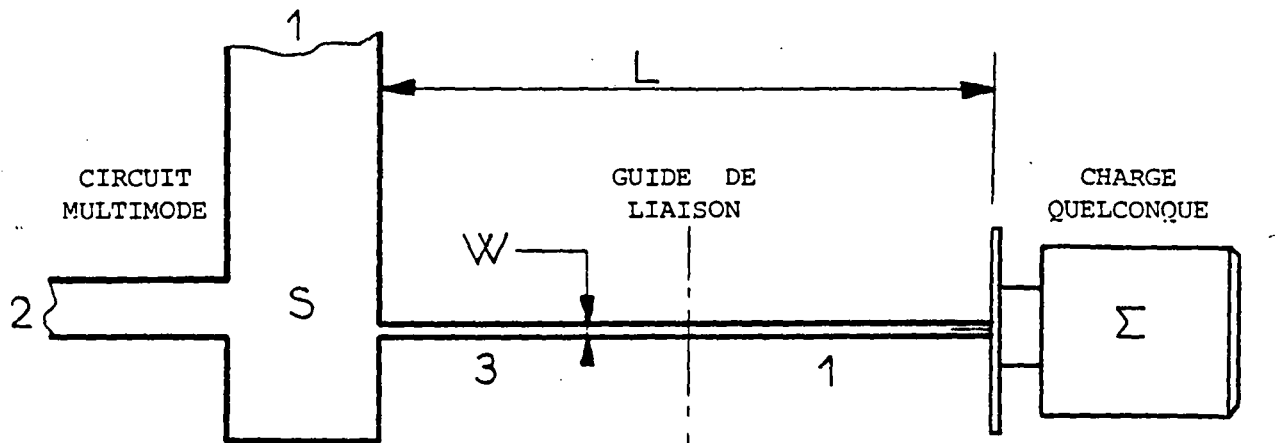 1
L
CIRCUIT
MULTIMODE
GUIDE DE
LIAISON
CHARGE
QUELCONQUE
W
2
S
Σ
3
1